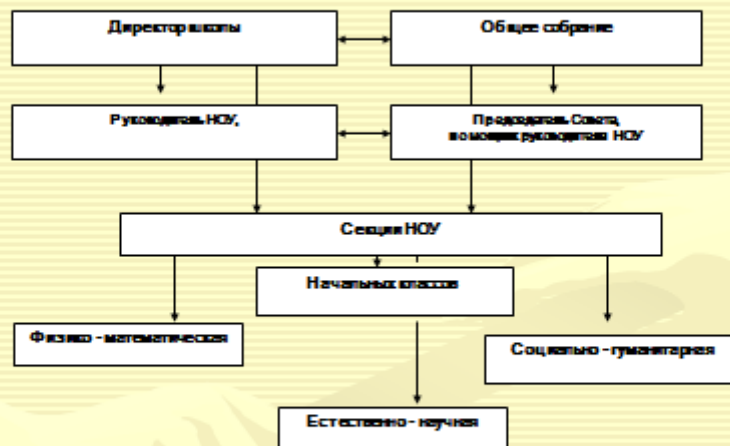 Директор школы
Общее собрание
Руководитель НОУ,
Председатель Совета,
помощник руководителя НОУ
Секции НОУ
Начальных классов
Физико - математическая
Социально - гуманитарная
Естественно - научная